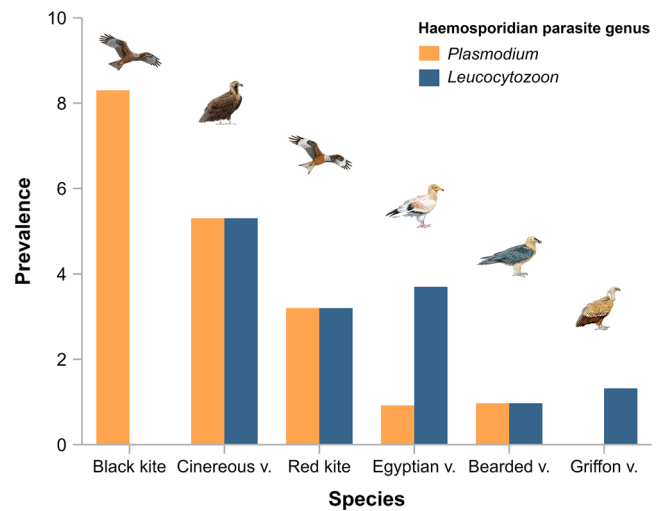 Haemosporidian parasite genus
Plasmodium
Leucocytozoon
Prevalence
10
8
6
4
2
0
Black kite
Cinereous v.
Red kite
Egyptian v.
Bearded v.
Griffon v.
Species